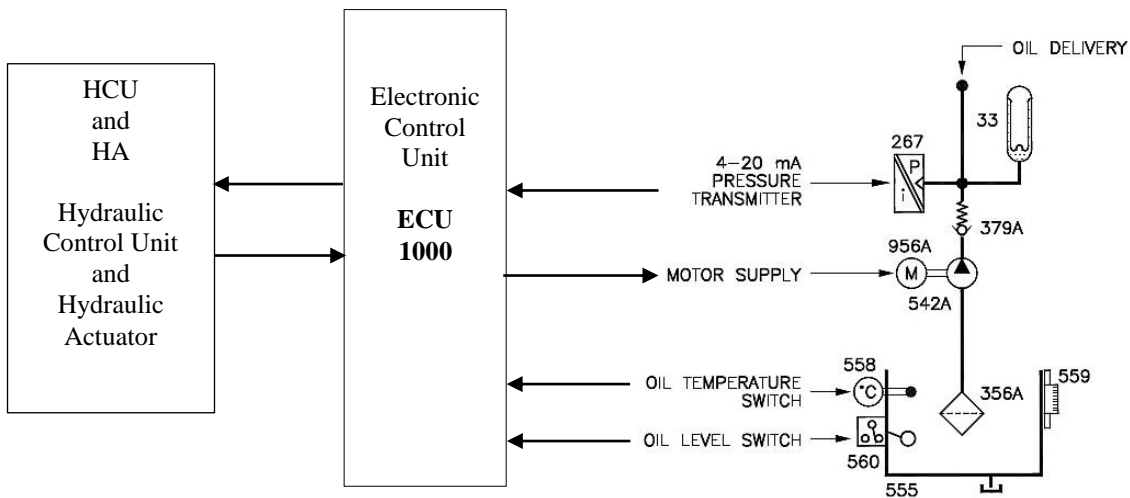 HCU
and
HA
Hydraulic
Control Unit
and
Hydraulic
Actuator
Electronic
Control
Unit
ECU
1000
OIL DELIVERY
33
267
P
i
4-20 mA
PRESSURE
TRANSMITTER
379A
956A
M
MOTOR SUPPLY
542A
558
°C
OIL TEMPERATURE
SWITCH
356A
559
OIL LEVEL SWITCH
560
555